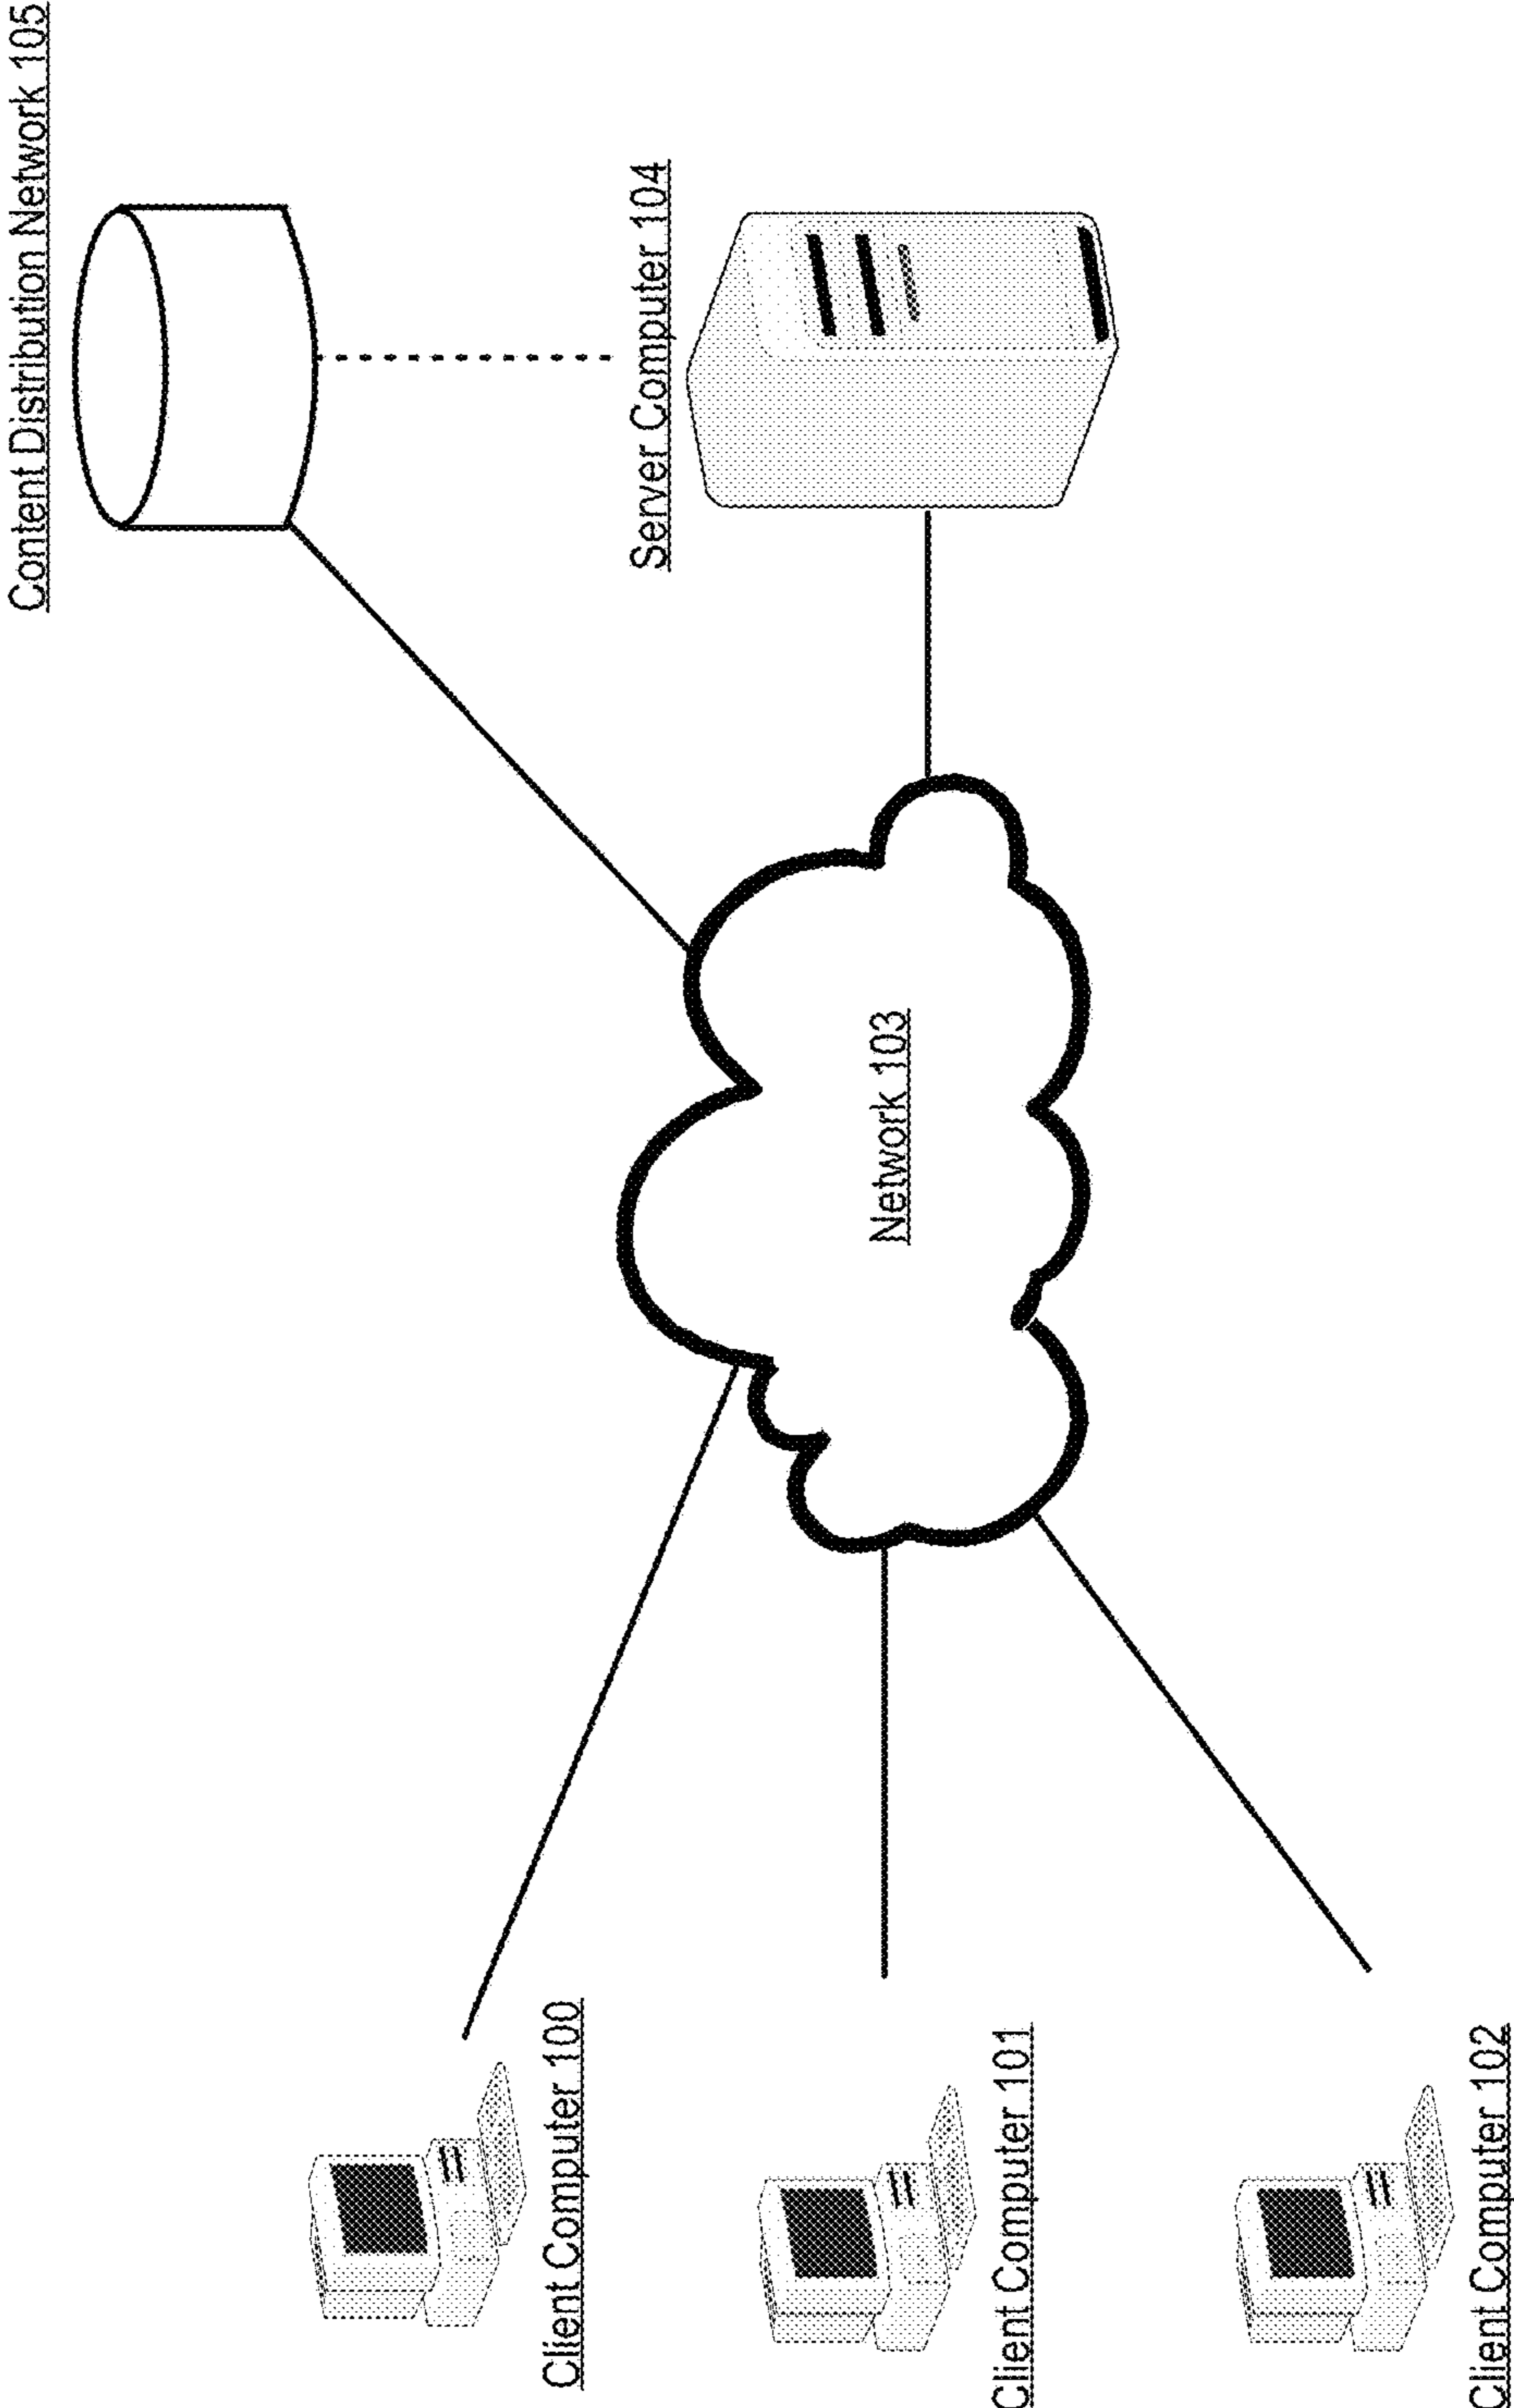 Content Distribution Network 105
Server Computer 104
Network 103
Client Computer 100
Client Computer 101
Client Computer 102